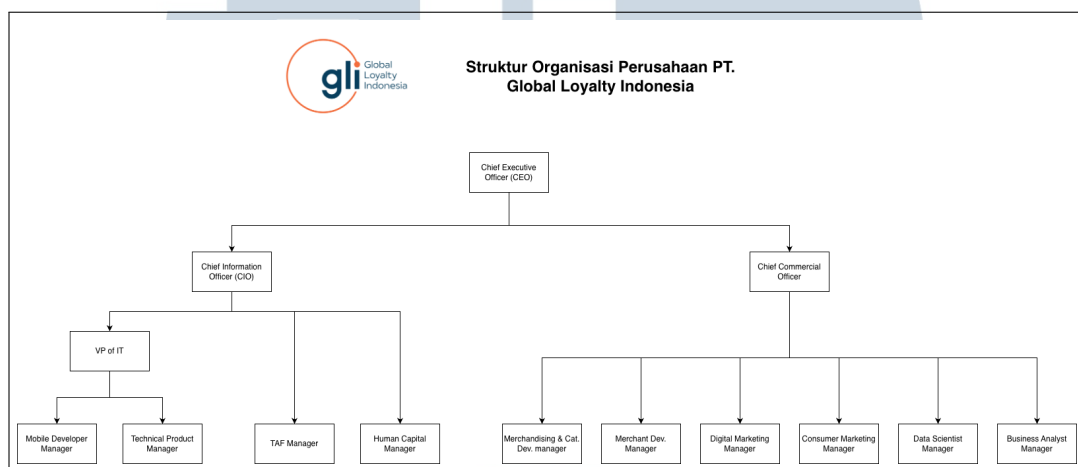 gli Global
Loyalty
Indonesia
Struktur Organisasi Perusahaan PT.
Global Loyalty Indonesia
Chief Executive
Officer (CEO)
Chief Information
Officer (CIO)
Chief Commercial
Officer
VP of IT
Mobile Developer
Manager
Technical Product
Manager
TAF Manager
Human Capital
Manager
Merchandising & Cat.
Dev. manager
Merchant Dev.
Manager
Digital Marketing
Manager
Consumer Marketing
Manager
Data Scientist
Manager
Business Analyst
Manager